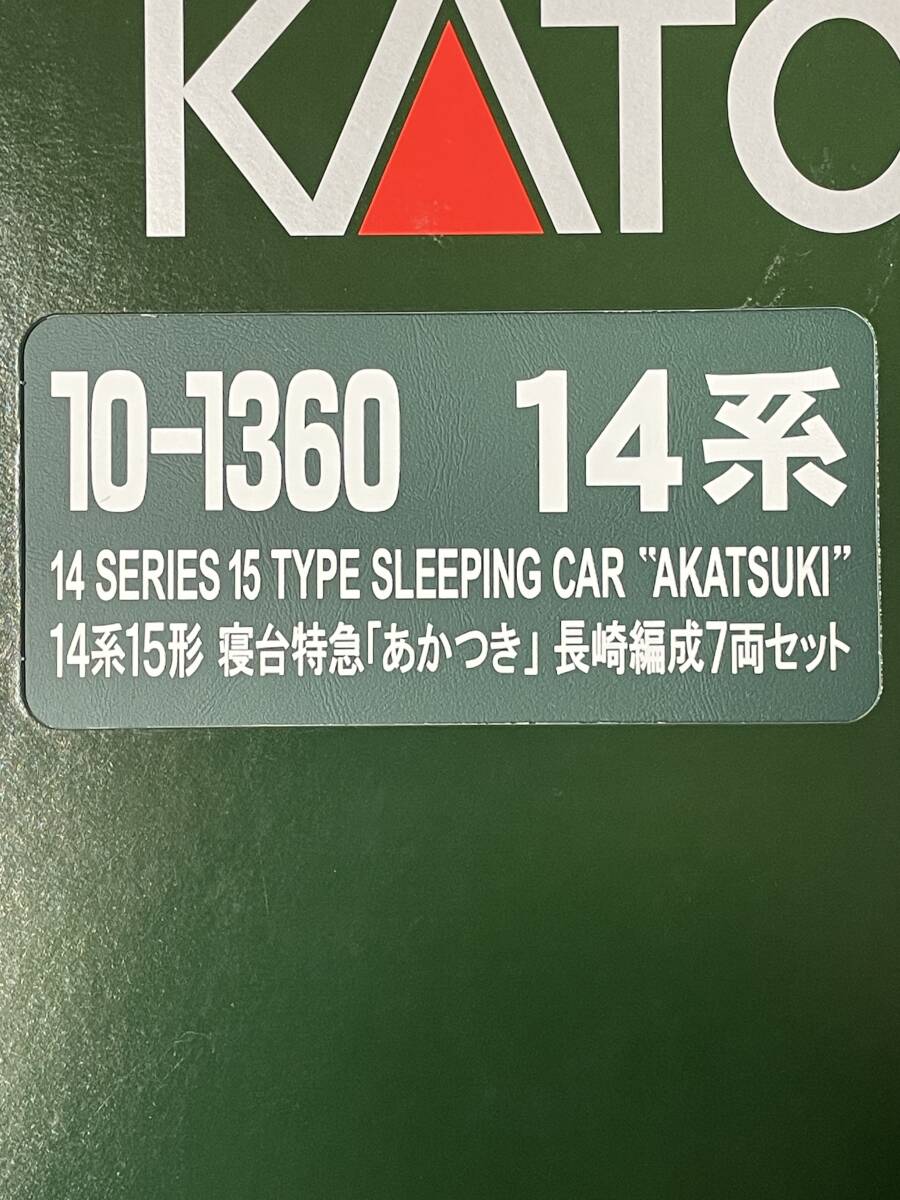 KATO
10-1360 14系
14 SERIES 15 TYPE SLEEPING CAR “AKATSUKI”
14系15形 寝台特急「あかつき」長崎編成7両セット